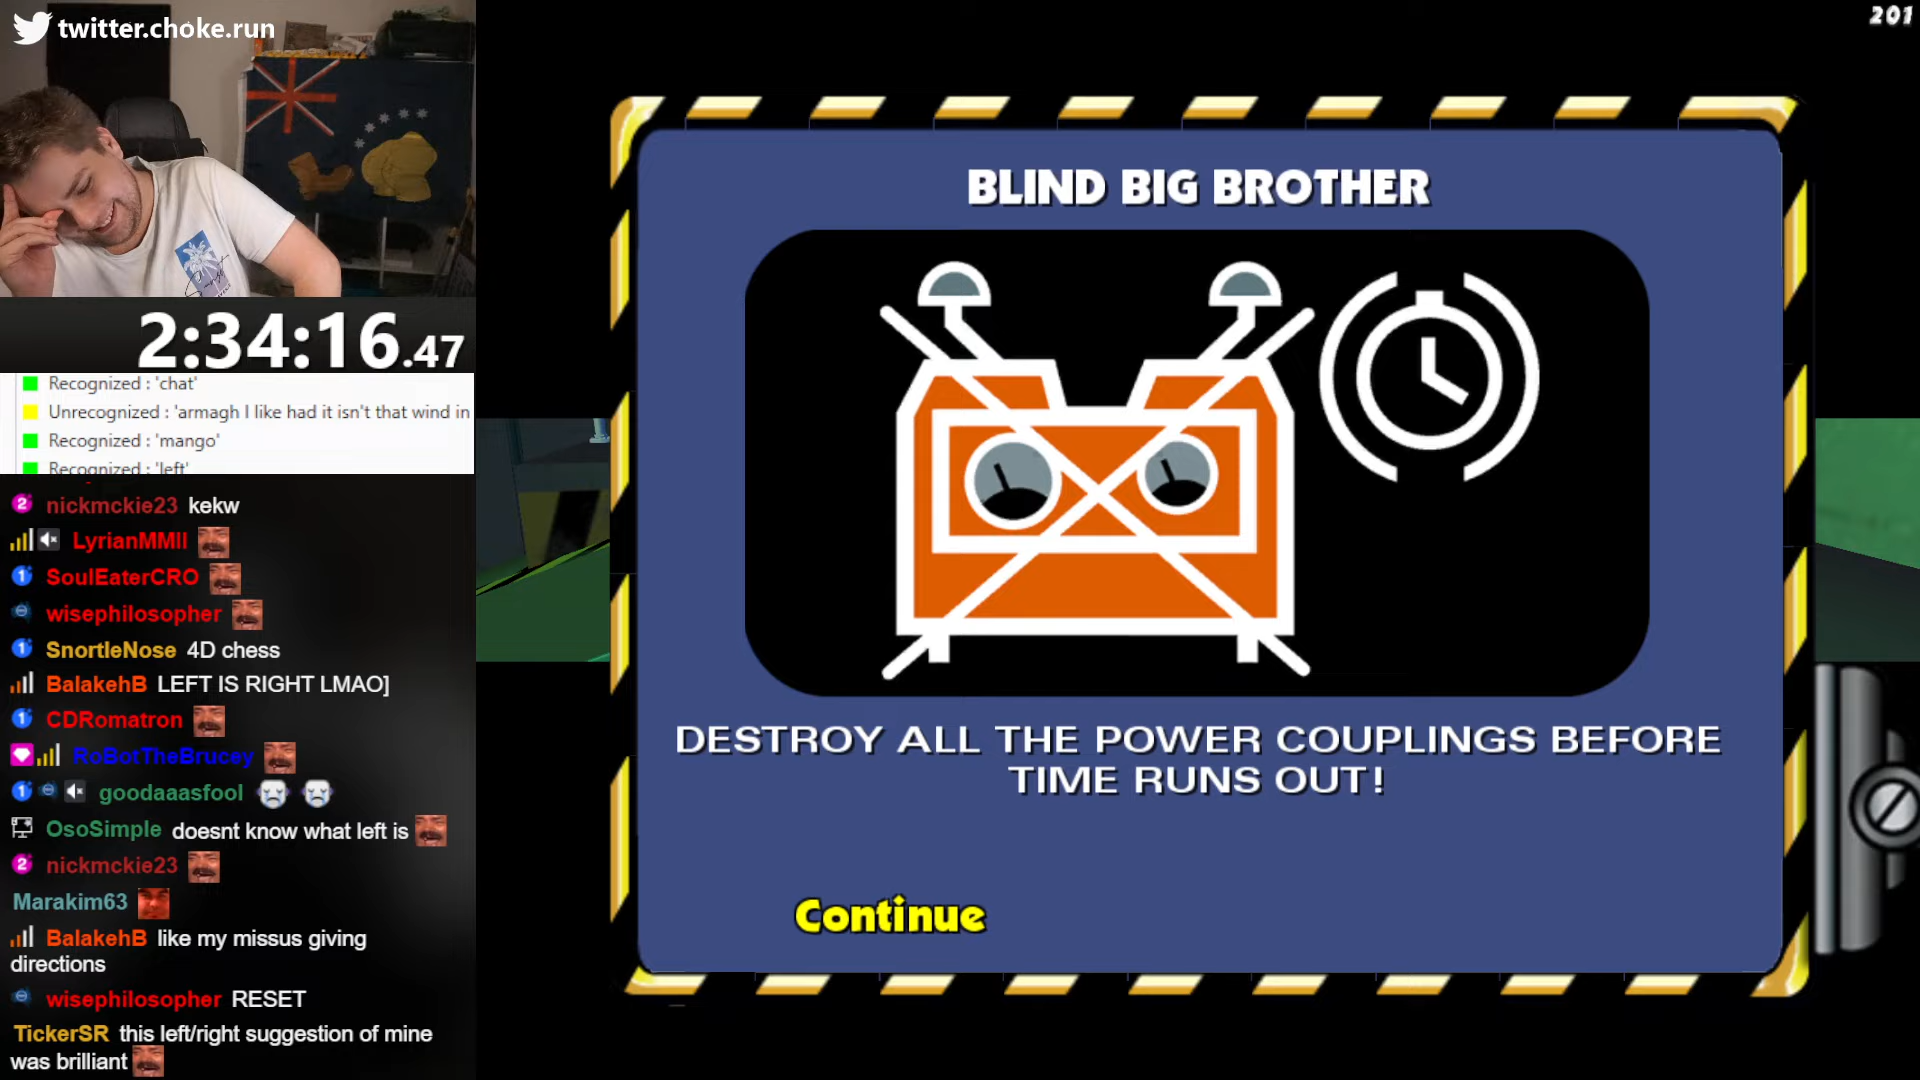 twitter.choke.run
201
2:34:16.47
Recognized : 'chat'
Unrecognized : 'armagh I like had it isn't that wind in
Recognized : 'mango'
Recognized : 'left'
nickmckie23 kekw
LyrianMMII
SoulEaterCRO
wisephilosopher
SnortleNose 4D chess
BalakehB LEFT IS RIGHT LMAO]
CDRomatron
RoBotTheBrucey
goodaaasfool
OsoSimple doesnt know what left is
nickmckie23
Marakim63
BalakehB like my missus giving
directions
wisephilosopher RESET
TickerSR this left/right suggestion of mine
was brilliant
BLIND BIG BROTHER
DESTROY ALL THE POWER COUPLINGS BEFORE
TIME RUNS OUT!
Continue